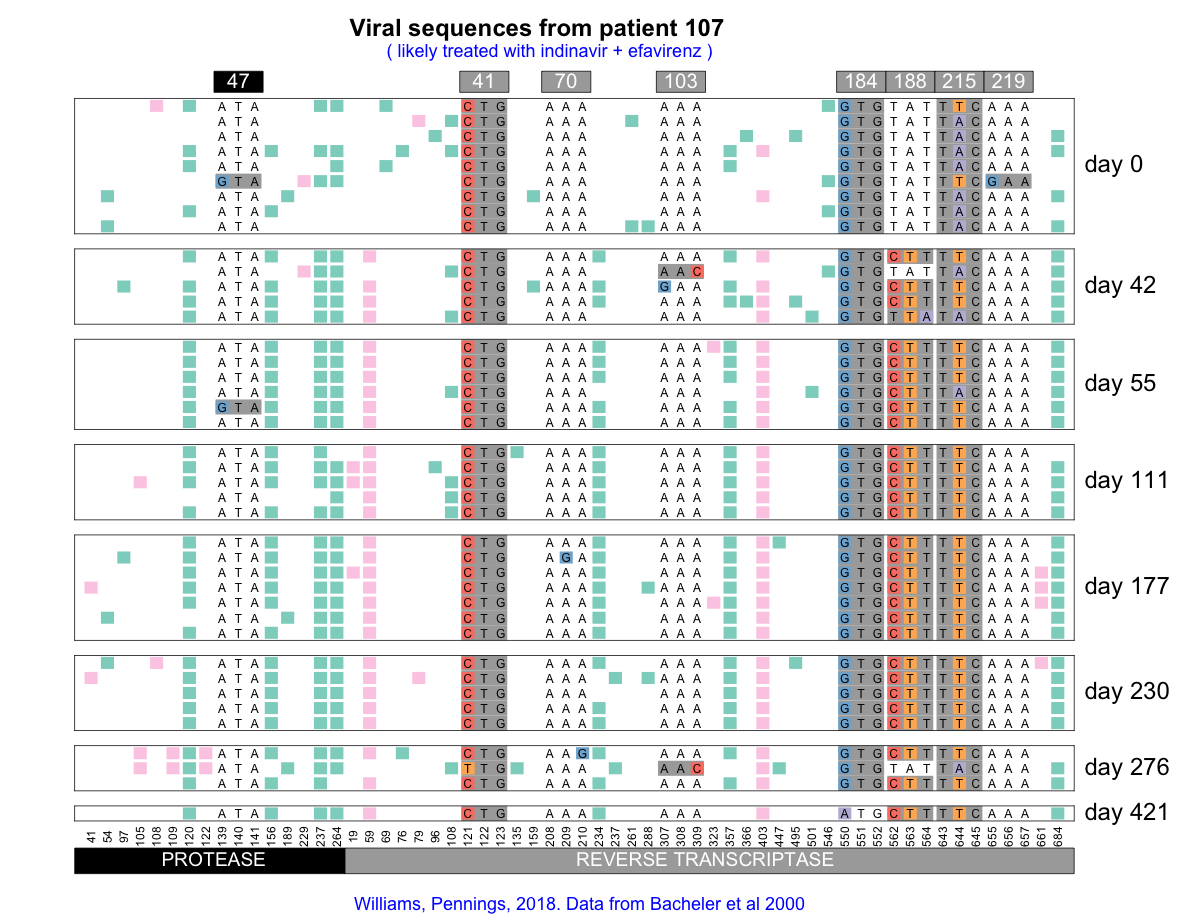 Viral sequences from patient 107
( likely treated with indinavir + efavirenz )
47 41 70 103 184 188 215 219
A T A C T G A A A A A A G T G T A T T T C A A A
A T A C T G A A A A A A G T G T A T T A C A A A
A T A C T G A A A A A A G T G T A T T A C A A A
A T A C T G A A A A A A G T G T A T T A C A A A
A T A C T G A A A A A A G T G T A T T A C A A A day 0
G T A C T G A A A A A A G T G T A T T T C G A A
A T A C T G A A A A A A G T G T A T T A C A A A
A T A C T G A A A A A A G T G T A T T A C A A A
A T A C T G A A A A A A G T G T A T T A C A A A
A T A C T G A A A A A A G T G C T T T T C A A A
A T A C T G A A A A A C G T G T A T T A C A A A
A T A C T G A A A G A A G T G C T T T T C A A A day 42
A T A C T G A A A A A A G T G C T T T T C A A A
A T A C T G A A A A A A G T G T T A T A C A A A
A T A C T G A A A A A A G T G C T T T T C A A A
A T A C T G A A A A A A G T G C T T T T C A A A
A T A C T G A A A A A A G T G C T T T T C A A A day 55
A T A C T G A A A A A A G T G C T T T A C A A A
G T A C T G A A A A A A G T G C T T T T C A A A
A T A C T G A A A A A A G T G C T T T T C A A A
A T A C T G A A A A A A G T G C T T T T C A A A
A T A C T G A A A A A A G T G C T T T T C A A A
A T A C T G A A A A A A G T G C T T T T C A A A day 111
A T A C T G A A A A A A G T G C T T T T C A A A
A T A C T G A A A A A A G T G C T T T T C A A A
A T A C T G A A A A A A G T G C T T T T C A A A
A T A C T G A G A A A A G T G C T T T T C A A A
A T A C T G A A A A A A G T G C T T T T C A A A
A T A C T G A A A A A A G T G C T T T T C A A A day 177
A T A C T G A A A A A A G T G C T T T T C A A A
A T A C T G A A A A A A G T G C T T T T C A A A
A T A C T G A A A A A A G T G C T T T T C A A A
A T A C T G A A A A A A G T G C T T T T C A A A
A T A C T G A A A A A A G T G C T T T T C A A A
A T A C T G A A A A A A G T G C T T T T C A A A day 230
A T A C T G A A A A A A G T G C T T T T C A A A
A T A C T G A A A A A A G T G C T T T T C A A A
A T A C T G A A G A A A G T G C T T T T C A A A
A T A T T G A A A A A C G T G T A T T A C A A A day 276
A T A C T G A A A A A A G T G C T T T T C A A A
A T A C T G A A A A A A A T G C T T T T C A A A day 421
41 54 97 105 108 109 120 122 139 140 141 156 189 229 237 264 19 59 69 76 79 96 108 121 122 123 135 159 208 209 210 234 237 261 288 307 308 309 323 357 366 403 447 495 501 546 550 551 552 562 563 564 643 644 645 655 656 657 661 684
PROTEASE REVERSE TRANSCRIPTASE
Williams, Pennings, 2018. Data from Bacheler et al 2000